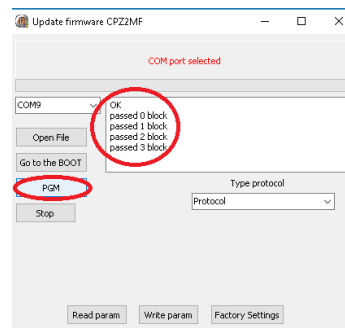 Update firmware CPZ2MF
COM port selected
COM9
OK
passed 0 block
passed 1 block
passed 2 block
passed 3 block
Open File
Go to the BOOT
PGM
Stop
Type protocol
Protocol
Read param
Write param
Factory Settings